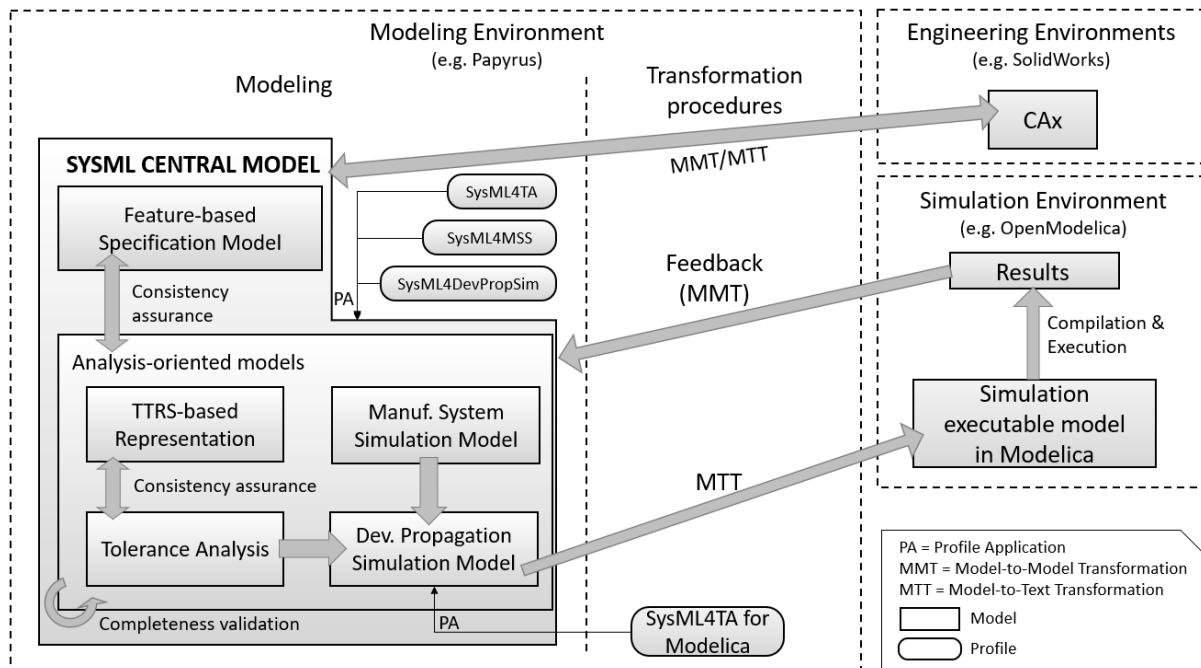 Modeling Environment
(e.g. Papyrus)
Modeling
Transformation
procedures
MMT/MTT
SYSML CENTRAL MODEL
Feature-based
Specification Model
SysML4TA
SysML4MSS
SysML4DevPropSim
PA
Consistency
assurance
Feedback
(MMT)
Analysis-oriented models
TTRS-based
Representation
Manuf. System
Simulation Model
Consistency assurance
MTT
Tolerance Analysis
Dev. Propagation
Simulation Model
Completeness validation
PA
SysML4TA for
Modelica
Engineering Environments
(e.g. SolidWorks)
CAx
Simulation Environment
(e.g. OpenModelica)
Results
Compilation &
Execution
Simulation
executable model
in Modelica
PA = Profile Application
MMT = Model-to-Model Transformation
MTT = Model-to-Text Transformation
Model
Profile